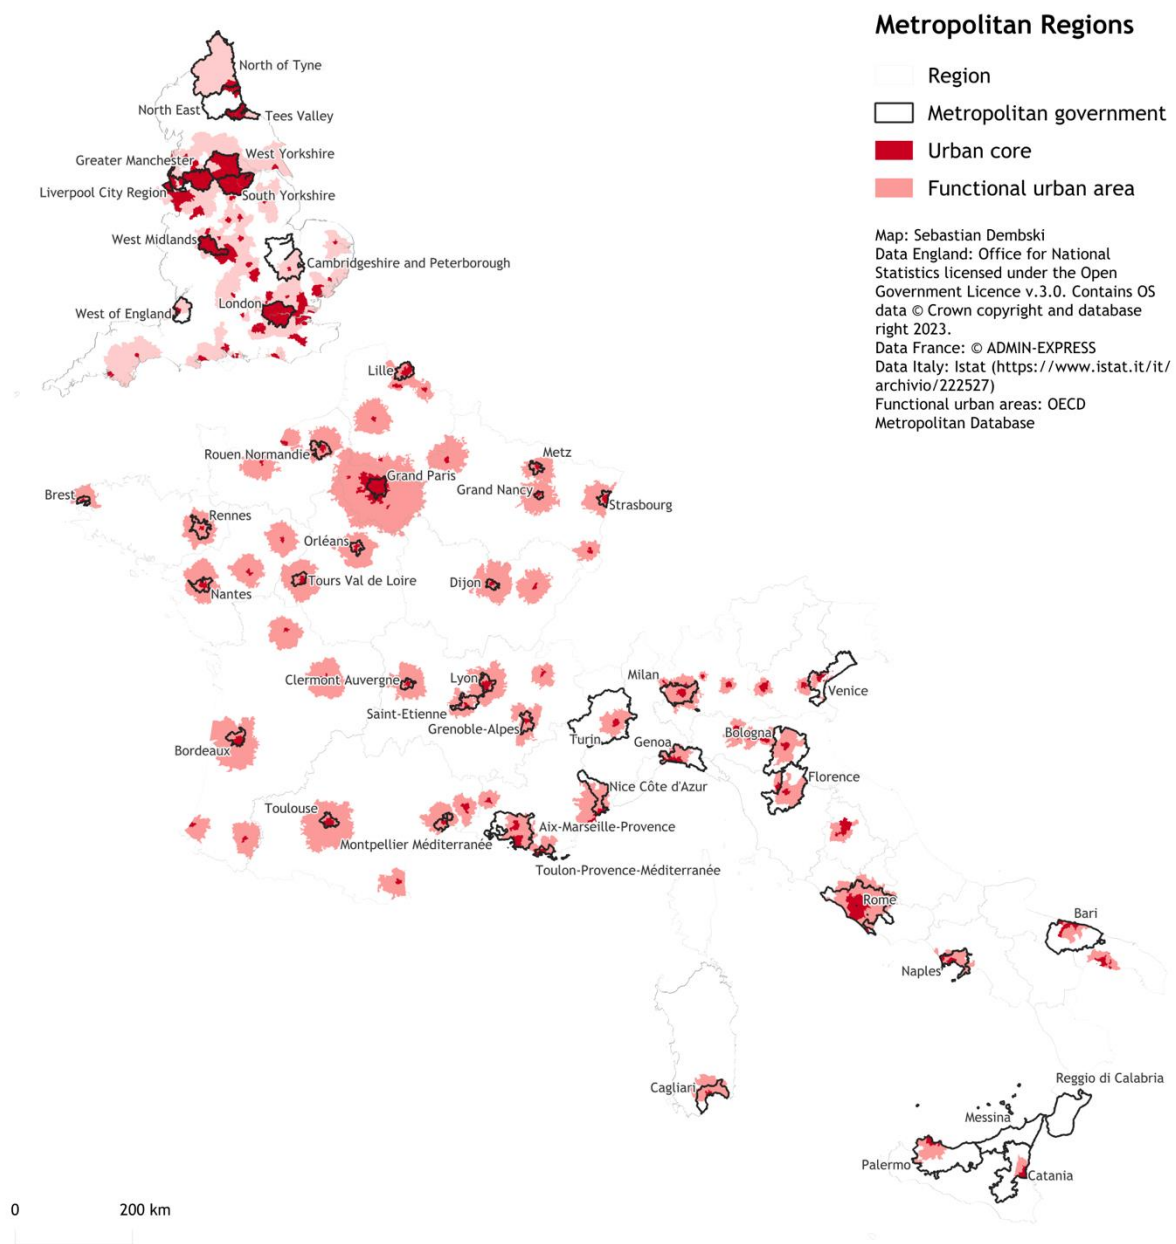 Metropolitan Regions
Region
Metropolitan government
Urban core
Functional urban area
Map: Sebastian Dembski
Data England: Office for National
Statistics licensed under the Open
Government Licence v.3.0. Contains OS
data © Crown copyright and database
right 2023.
Data France: © ADMIN-EXPRESS
Data Italy: Istat (https://www.istat.it/it/
archivio/222527)
Functional urban areas: OECD
Metropolitan Database
North of Tyne
North East
Tees Valley
Greater Manchester
West Yorkshire
Liverpool City Region
South Yorkshire
West Midlands
Cambridgeshire and Peterborough
London
West of England
Lille
Rouen Normandie
Metz
Grand Paris
Grand Nancy
Brest
Strasbourg
Rennes
Orléans
Tours Val de Loire
Dijon
Nantes
Clermont Auvergne
Lyon
Milan
Venice
Saint-Etienne
Grenoble-Alpes
Turin
Genoa
Bologna
Bordeaux
Florence
Nice Côte d'Azur
Toulouse
Aix-Marseille-Provence
Montpellier Méditerranée
Toulon-Provence-Méditerranée
Rome
Bari
Naples
Cagliari
Reggio di Calabria
Messina
Palermo
Catania
0 200 km